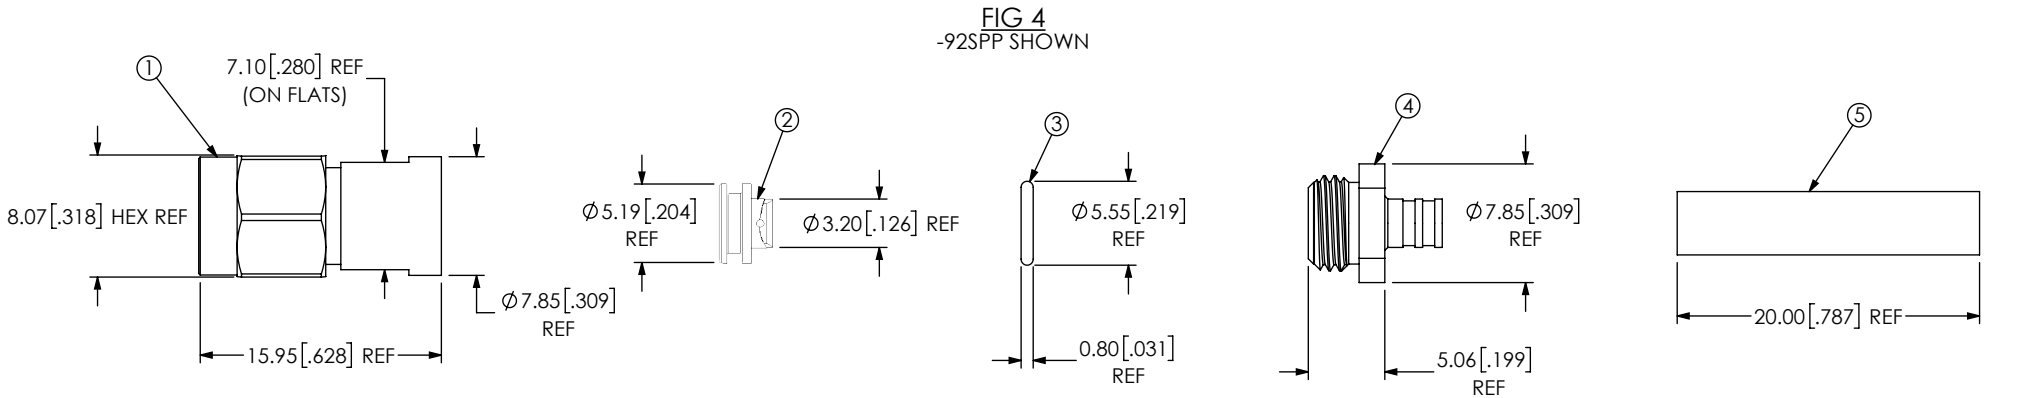 FIG 4
-92SPP SHOWN
1
7.10[.280] REF
(ON FLATS)
8.07[.318] HEX REF
15.95[.628] REF
Ø7.85[.309]
REF
2
Ø5.19[.204]
REF
Ø3.20[.126] REF
3
Ø5.55[.219]
REF
0.80[.031]
REF
4
Ø7.85[.309]
REF
5.06[.199]
REF
5
20.00[.787] REF